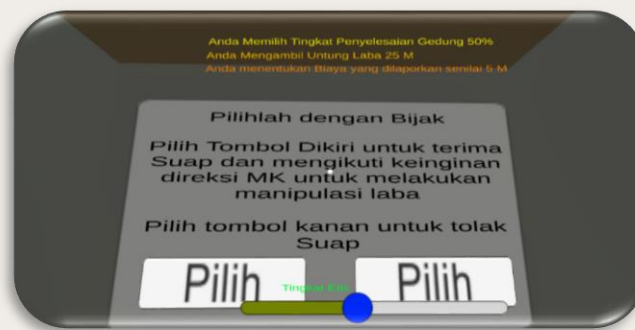 Anda Memilih Tingkat Penyelesaian Gedung 50%
Anda Mengambil Untung Laba 25 M
Anda menentukan Biaya yang dilaporkan senilai 5 M
Pilihlah dengan Bijak
Pilih Tombol Dikiri untuk terima
Suap dan mengikuti keinginan
direksi MK untuk melakukan
manipulasi laba
Pilih tombol kanan untuk tolak
Suap
Pilih Pilih
Tingkat Etis